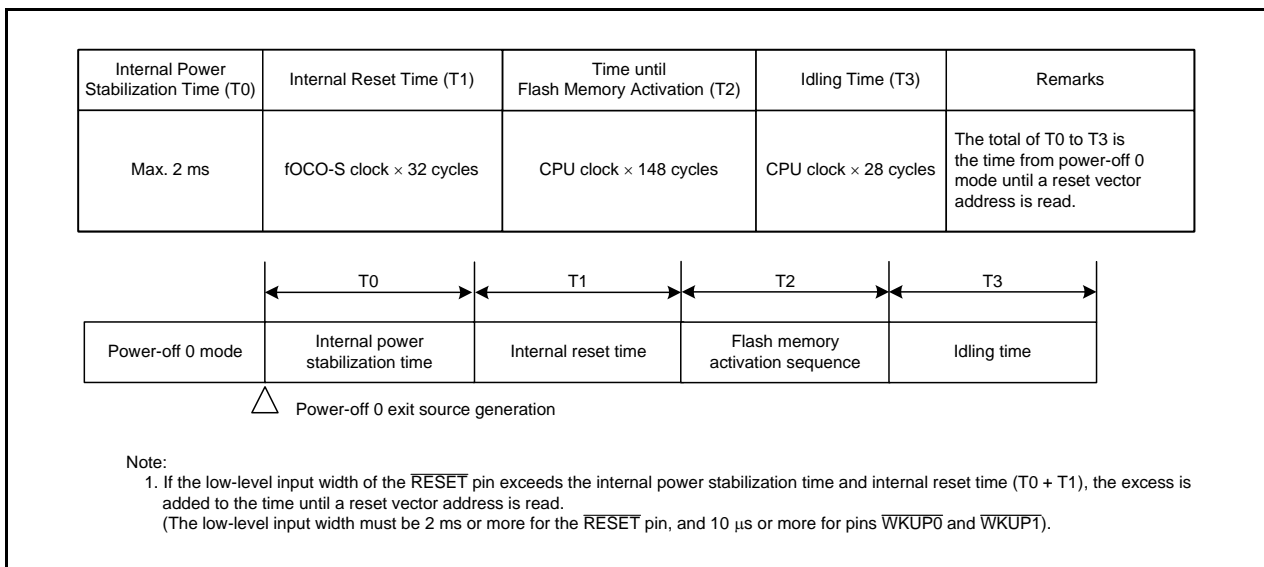 Internal Power
Stabilization Time (T0)
Internal Reset Time (T1)
Time until
Flash Memory Activation (T2)
Idling Time (T3)
Remarks
Max. 2 ms
fOCO-S clock × 32 cycles
CPU clock × 148 cycles
CPU clock × 28 cycles
The total of T0 to T3 is
the time from power-off 0
mode until a reset vector
address is read.
T0
T1
T2
T3
Power-off 0 mode
Internal power
stabilization time
Internal reset time
Flash memory
activation sequence
Idling time
Power-off 0 exit source generation
Note:
1. If the low-level input width of the RESET pin exceeds the internal power stabilization time and internal reset time (T0 + T1), the excess is
added to the time until a reset vector address is read.
(The low-level input width must be 2 ms or more for the RESET pin, and 10 μs or more for pins WKUP0 and WKUP1).